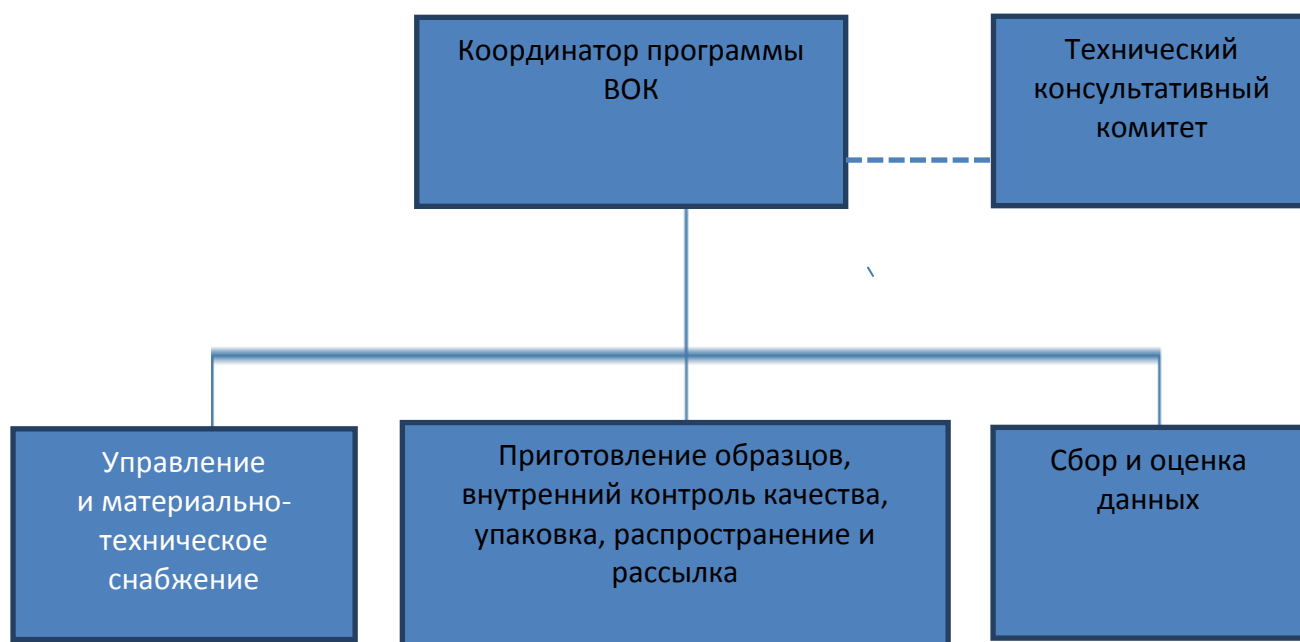 Координатор программы
ВОК
Технический
консультативный
комитет
Управление
и материально-
техническое
снабжение
Приготовление образцов,
внутренний контроль качества,
упаковка, распространение и
рассылка
Сбор и оценка
данных